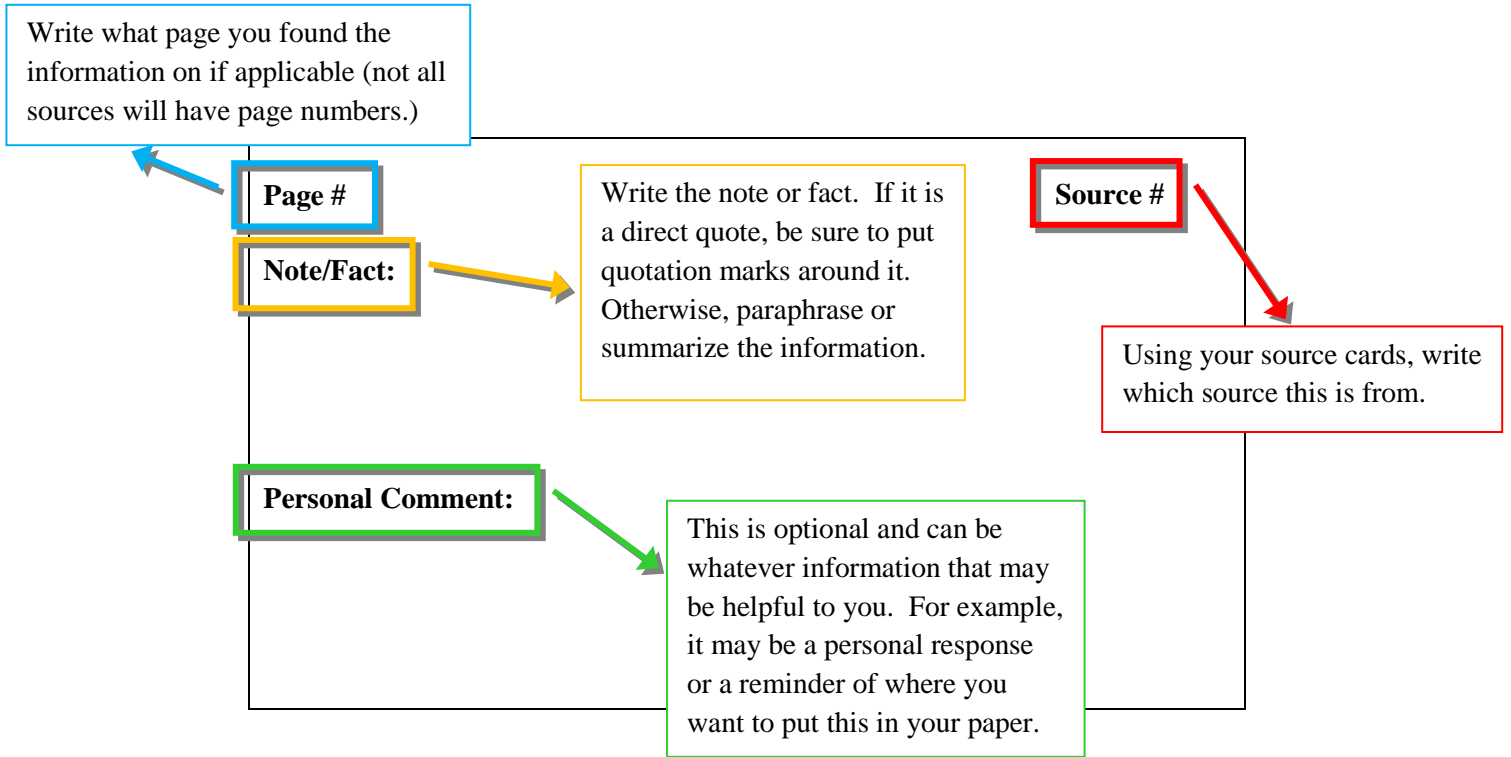 Write what page you found the
information on if applicable (not all
sources will have page numbers.)
Page #
Source #
Note/Fact:
Write the note or fact.  If it is
a direct quote, be sure to put
quotation marks around it.
Otherwise, paraphrase or
summarize the information.
Using your source cards, write
which source this is from.
Personal Comment:
This is optional and can be
whatever information that may
be helpful to you.  For example,
it may be a personal response
or a reminder of where you
want to put this in your paper.